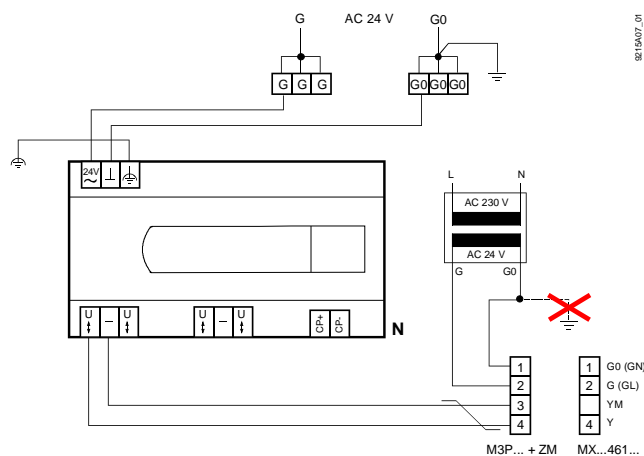 G AC 24 V G0
9215A07_01
G G G G0 G0 G0
24V
~
L N
AC 230 V
AC 24 V
G G0
U – U U – U CP+ CP- N
1 1 G0 (GN)
2 2 G (GL)
3 YM
4 4 Y
M3P... + ZM MX...461...